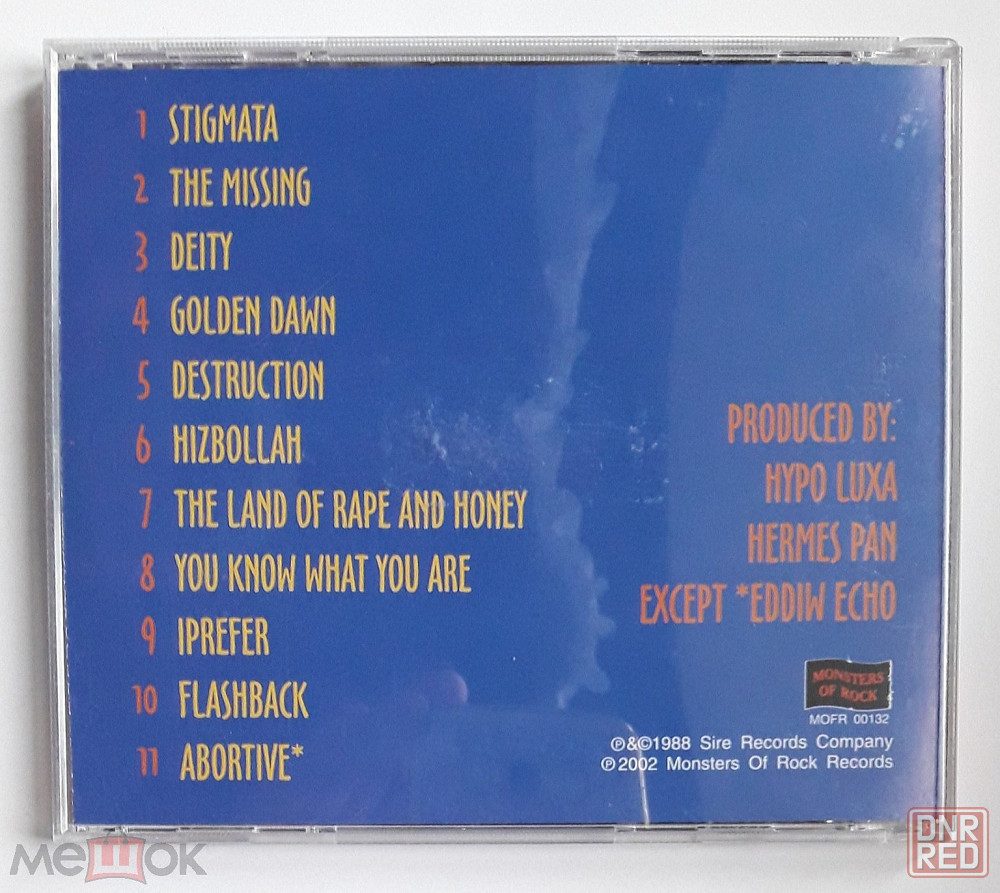 1 STIGMATA
2 THE MISSING
3 DEITY
4 GOLDEN DAWN
5 DESTRUCTION
6 HIZBOLLAH
7 THE LAND OF RAPE AND HONEY
8 YOU KNOW WHAT YOU ARE
9 IPREFER
10 FLASHBACK
11 ABORTIVE*
PRODUCED BY:
HYPO LUXA
HERMES PAN
EXCEPT *EDDIW ECHO
MONSTERS
OF ROCK
MOFR 00132
℗&©1988 Sire Records Company
℗2002 Monsters Of Rock Records
мешок
DNR
RED